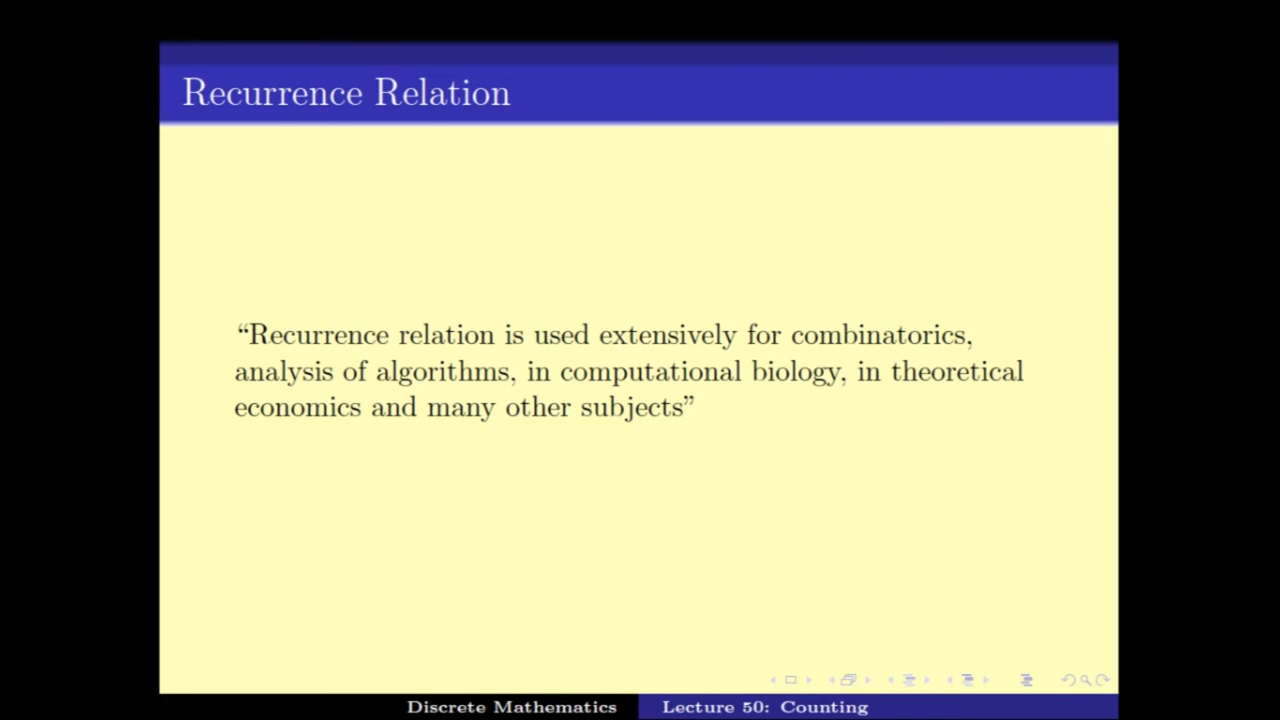 Recurrence Relation
“Recurrence relation is used extensively for combinatorics,
analysis of algorithms, in computational biology, in theoretical
economics and many other subjects”
Discrete Mathematics
Lecture 50: Counting